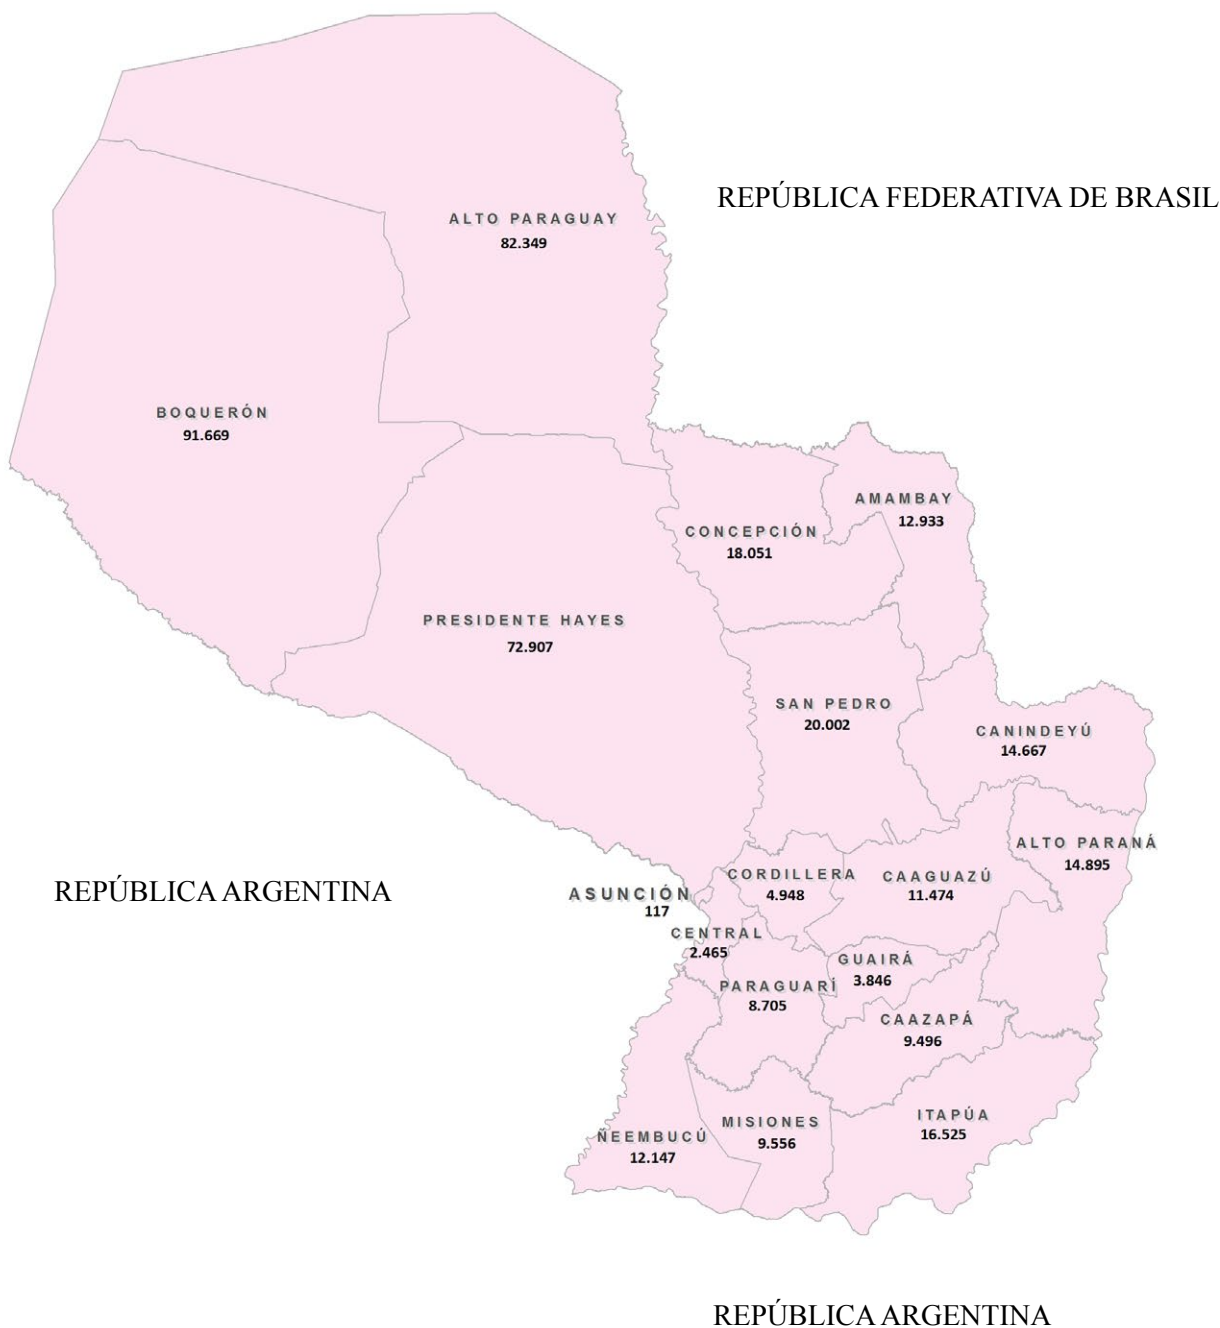 REPÚBLICA FEDERATIVA DE BRASIL
ALTO PARAGUAY
82.349
BOQUERÓN
91.669
AMAMBAY
12.933
CONCEPCIÓN
18.051
PRESIDENTE HAYES
72.907
SAN PEDRO
20.002
CANINDEYÚ
14.667
ALTO PARANÁ
14.895
REPÚBLICA ARGENTINA
ASUNCIÓN
117
CORDILLERA
4.948
CAAGUAZÚ
11.474
CENTRAL
2.465
GUAIRÁ
3.846
PARAGUARÍ
8.705
CAAZAPÁ
9.496
ITAPÚA
16.525
MISIONES
9.556
ÑEEMBUCÚ
12.147
REPÚBLICA ARGENTINA